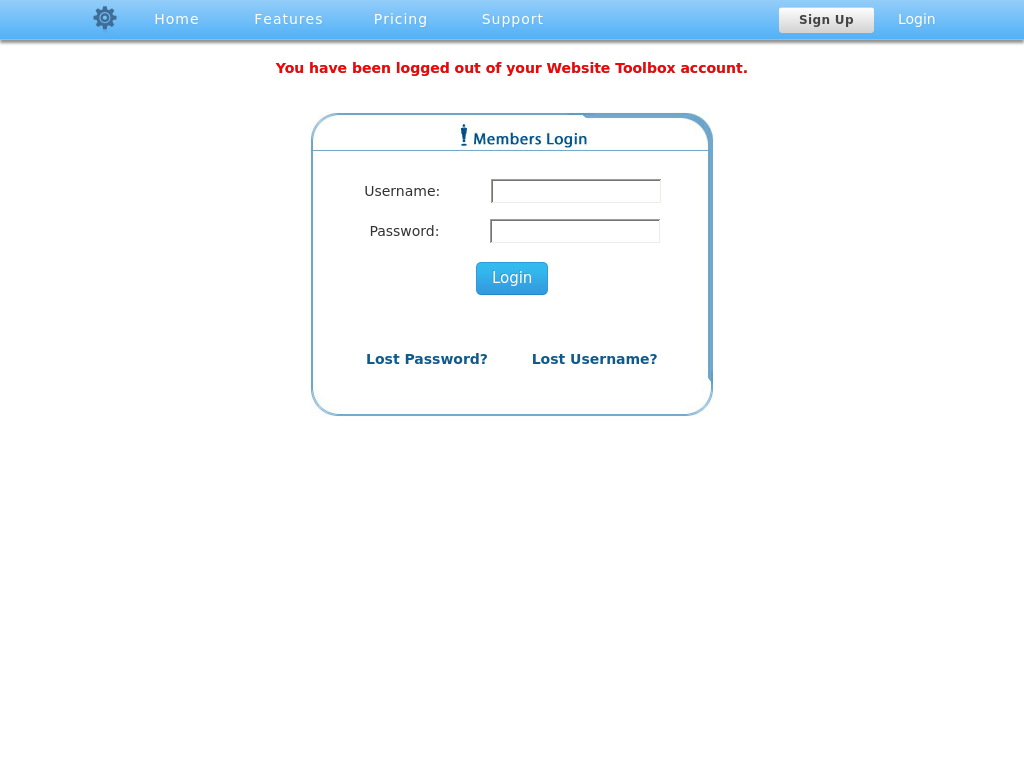 Home Features Pricing Support Sign Up Login
You have been logged out of your Website Toolbox account.
Members Login
Username:
Password:
Login
Lost Password? Lost Username?